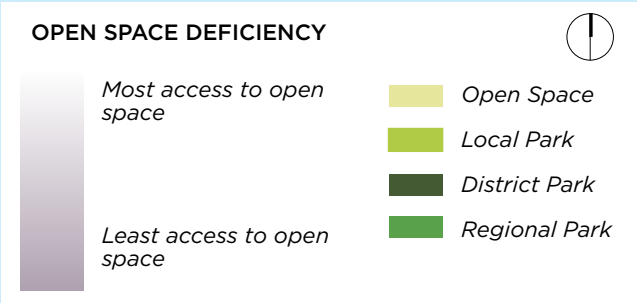 OPEN SPACE DEFICIENCY
Most access to open
space
Least access to open
space
Open Space
Local Park
District Park
Regional Park